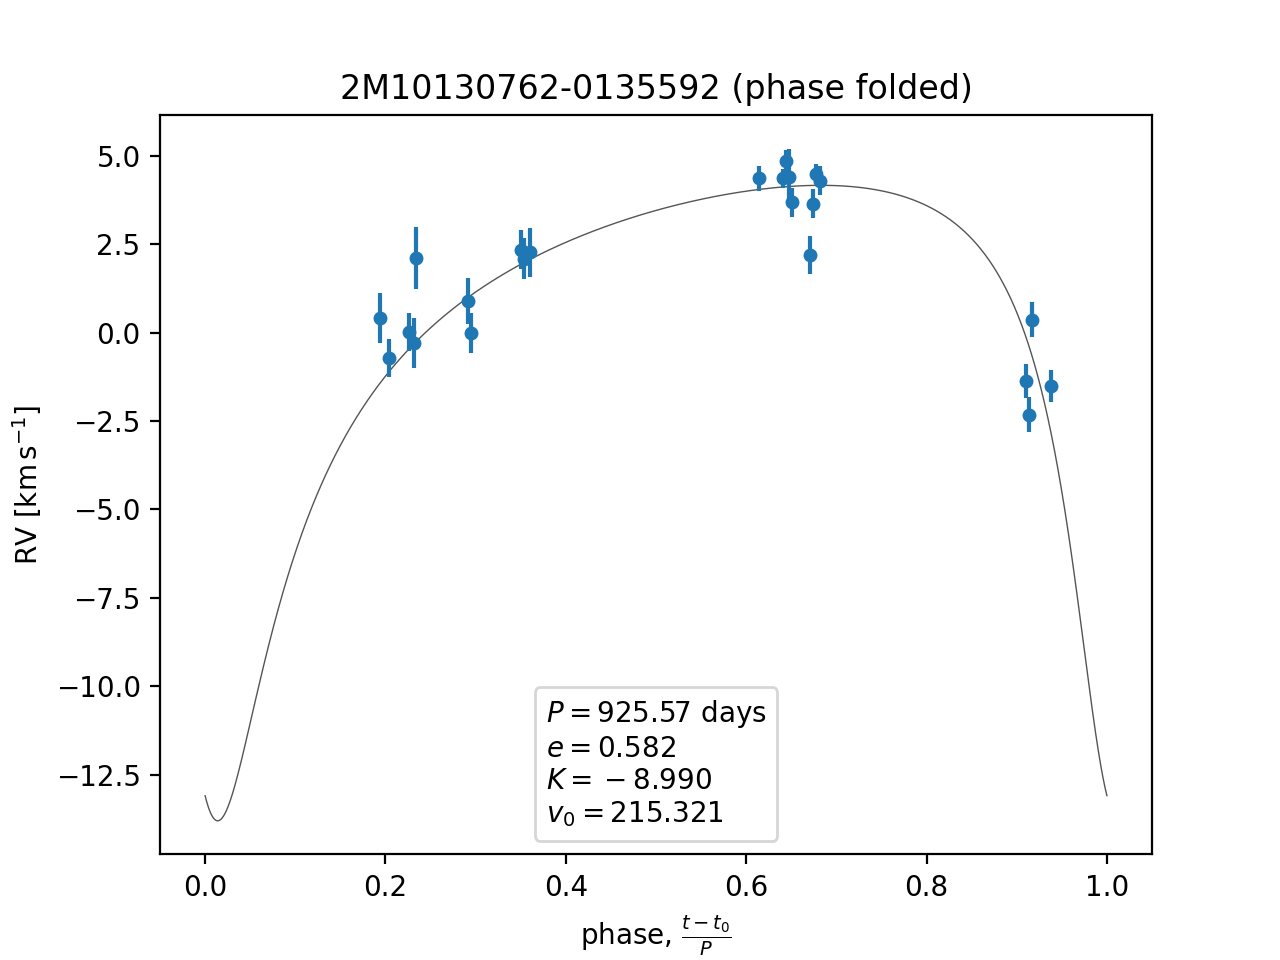 2M10130762-0135592 (phase folded)
5.0
2.5
0.0
−2.5
−5.0
−7.5
−10.0
−12.5
RV [km s⁻¹]
P = 925.57 days
e = 0.582
K = −8.990
v₀ = 215.321
0.0 0.2 0.4 0.6 0.8 1.0
phase, (t − t₀)/P